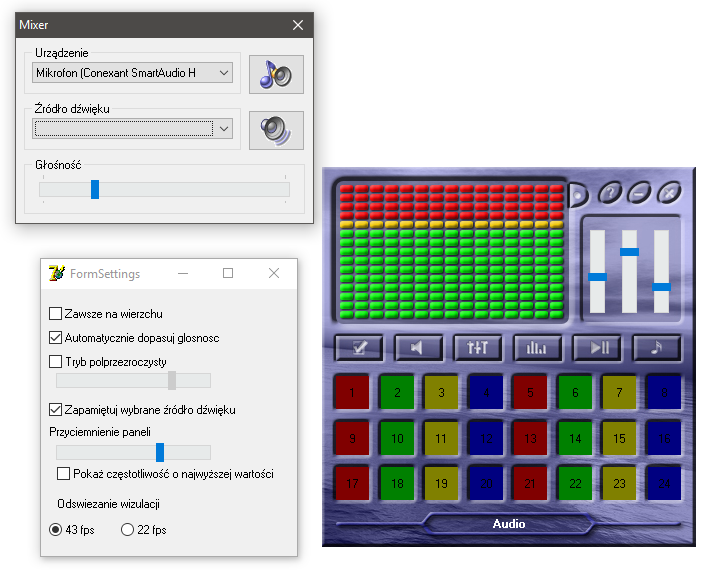 Mixer
Urządzenie
Mikrofon (Conexant SmartAudio H
Źródło dźwięku
Głośność
FormSettings
Zawsze na wierzchu
Automatycznie dopasuj glosnosc
Tryb polprzezroczysty
Zapamiętuj wybrane źródło dźwięku
Przyciemnienie paneli
Pokaż częstotliwość o najwyższej wartości
Odswiezanie wizulacji
43 fps 22 fps
?
1 2 3 4 5 6 7 8
9 10 11 12 13 14 15 16
17 18 19 20 21 22 23 24
Audio